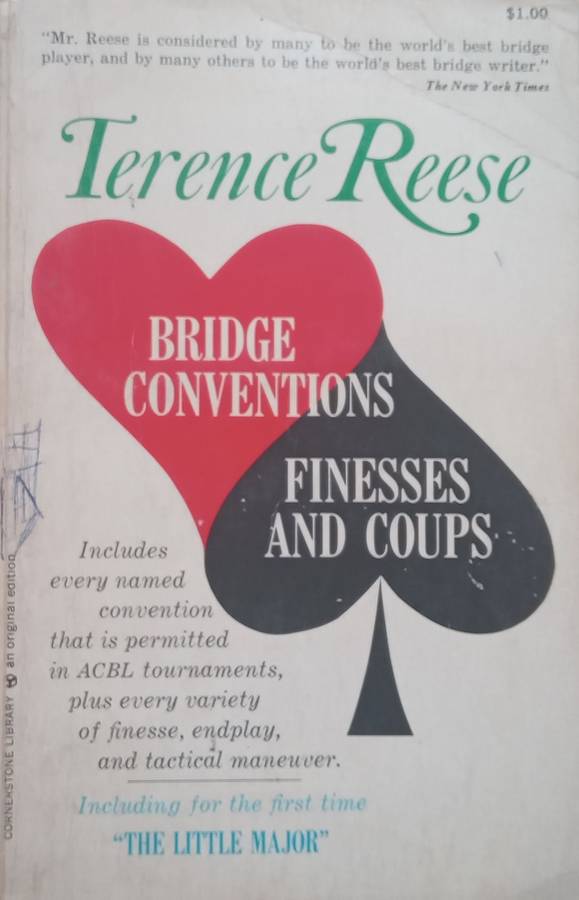 $1.00
"Mr. Reese is considered by many to be the world's best bridge
player, and by many others to be the world's best bridge writer."
The New York Times
Terence Reese
BRIDGE
CONVENTIONS
FINESSES
AND COUPS
Includes
every named
convention
that is permitted
in ACBL tournaments,
plus every variety
of finesse, endplay,
and tactical maneuver.
Including for the first time
"THE LITTLE MAJOR"
CORNERSTONE LIBRARY an original edition